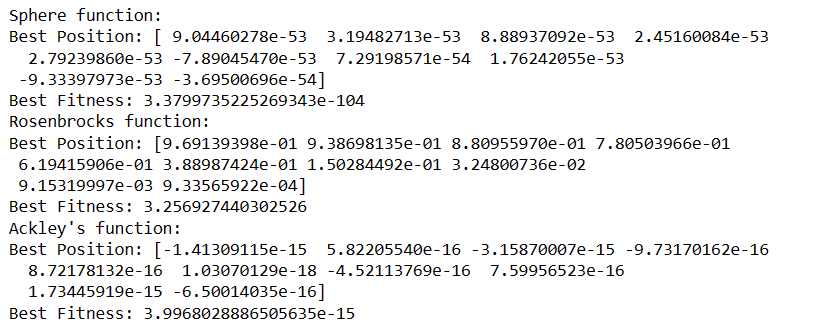 Sphere function:
Best Position: [ 9.04460278e-53  3.19482713e-53  8.88937092e-53  2.45160084e-53
  2.79239860e-53 -7.89045470e-53  7.29198571e-54  1.76242055e-53
 -9.33397973e-53 -3.69500696e-54]
Best Fitness: 3.3799735225269343e-104
Rosenbrocks function:
Best Position: [9.69139398e-01 9.38698135e-01 8.80955970e-01 7.80503966e-01
 6.19415906e-01 3.88987424e-01 1.50284492e-01 3.24800736e-02
 9.15319997e-03 9.33565922e-04]
Best Fitness: 3.256927440302526
Ackley's function:
Best Position: [-1.41309115e-15  5.82205540e-16 -3.15870007e-15 -9.73170162e-16
  8.72178132e-16  1.03070129e-18 -4.52113769e-16  7.59956523e-16
  1.73445919e-15 -6.50014035e-16]
Best Fitness: 3.9968028886505635e-15